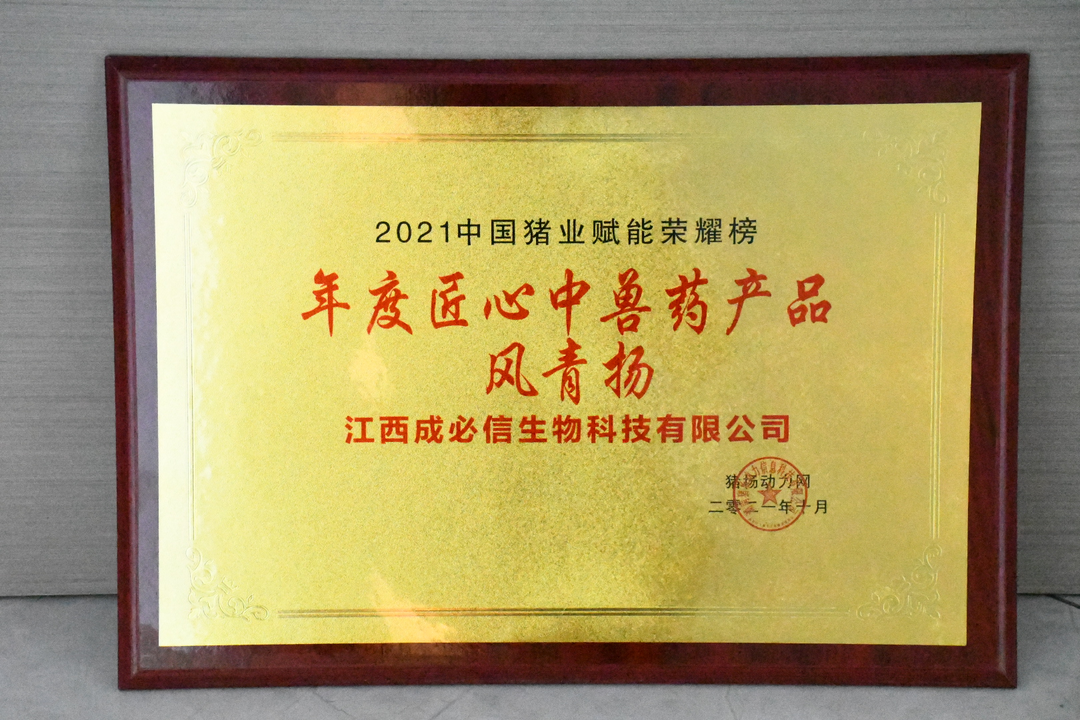 2021中国猪业赋能荣耀榜
年度匠心中兽药产品
风青扬
江西成必信生物科技有限公司
猪场动力网
二零二一年十月